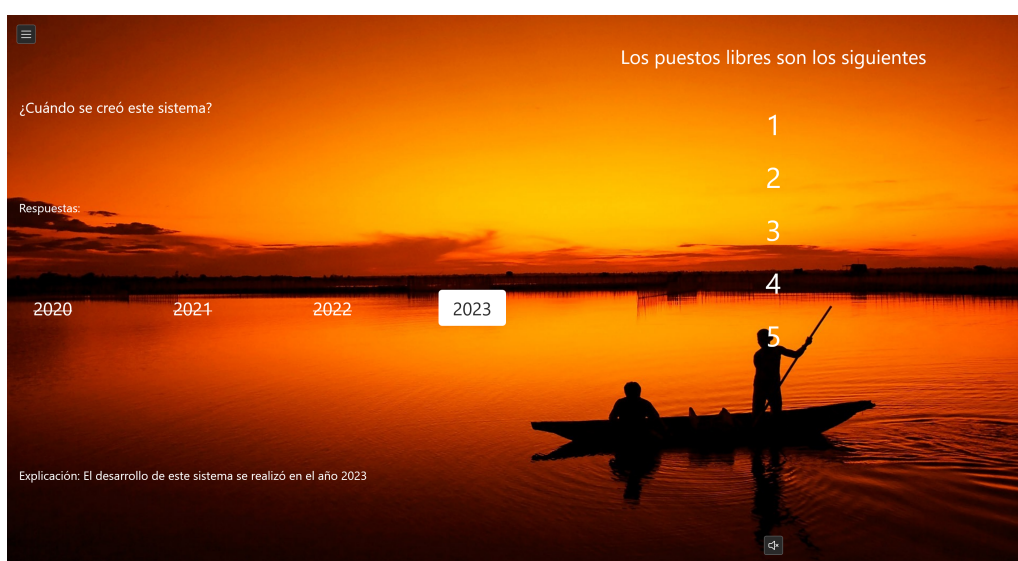 ¿Cuándo se creó este sistema?
Respuestas:
2020
2021
2022
2023
Explicación: El desarrollo de este sistema se realizó en el año 2023
Los puestos libres son los siguientes
1
2
3
4
5